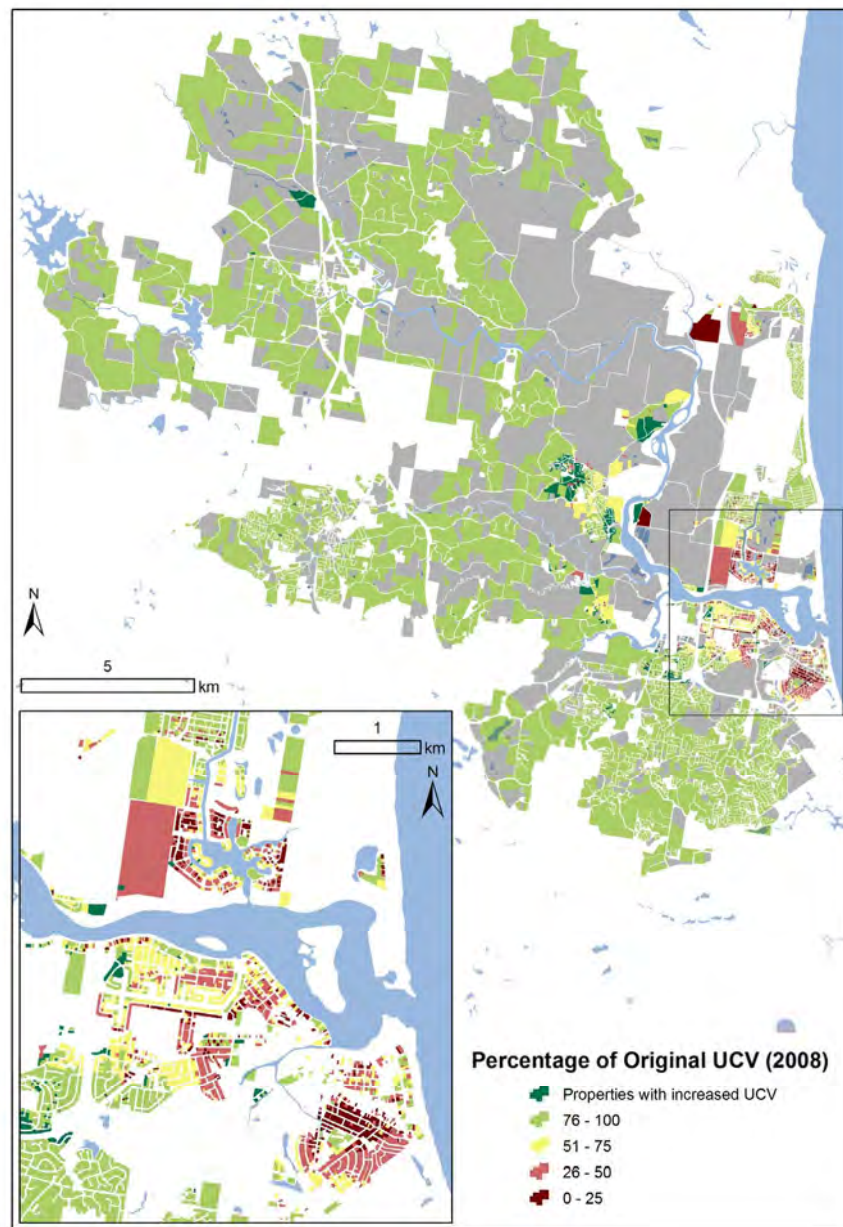 N
5
km
1
km
N
Percentage of Original UCV (2008)
Properties with increased UCV
76 - 100
51 - 75
26 - 50
0 - 25